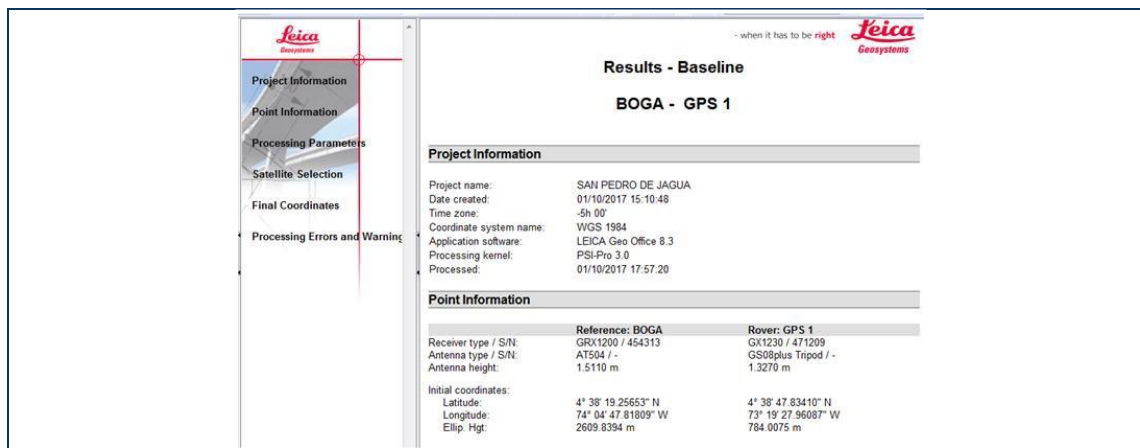 Leica
Geosystems
Project Information
Point Information
Processing Parameters
Satellite Selection
Final Coordinates
Processing Errors and Warning
- when it has to be right
Leica
Geosystems
Results - Baseline
BOGA - GPS 1
Project Information
Project name: SAN PEDRO DE JAGUA
Date created: 01/10/2017 15:10:48
Time zone: -5h 00'
Coordinate system name: WGS 1984
Application software: LEICA Geo Office 8.3
Processing kernel: PSI-Pro 3.0
Processed: 01/10/2017 17:57:20
Point Information
Reference: BOGA Rover: GPS 1
Receiver type / S/N: GRX1200 / 454313 GX1230 / 471209
Antenna type / S/N: AT504 / - GS08plus Tripod / -
Antenna height: 1.5110 m 1.3270 m
Initial coordinates:
Latitude: 4° 38' 19.25653" N 4° 38' 47.83410" N
Longitude: 74° 04' 47.81809" W 73° 19' 27.96087" W
Ellip. Hgt: 2609.8394 m 784.0075 m